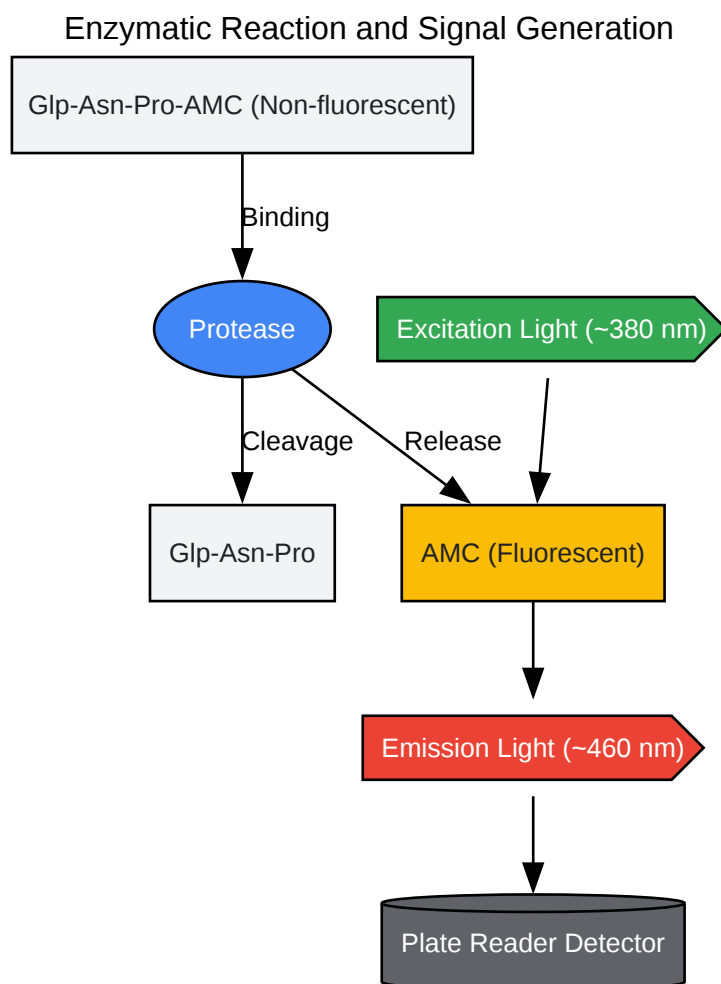 Enzymatic Reaction and Signal Generation
Glp-Asn-Pro-AMC (Non-fluorescent)
Binding
Protease
Excitation Light (~380 nm)
Cleavage
Release
Glp-Asn-Pro
AMC (Fluorescent)
Emission Light (~460 nm)
Plate Reader Detector